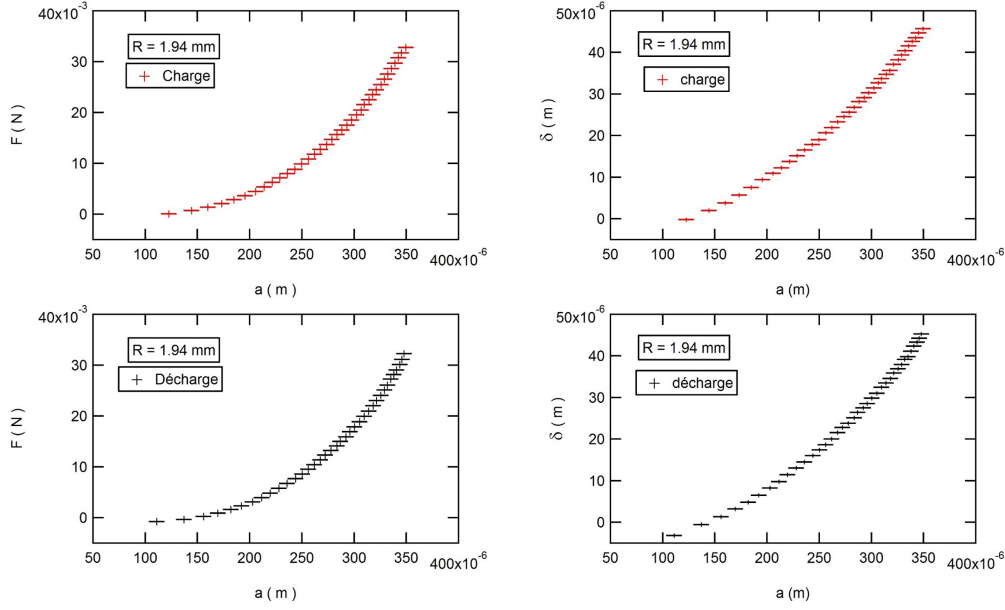 40x10-3
30
20
10
0
F ( N )
R = 1.94 mm
Charge
50 100 150 200 250 300 350 400x10-6
a ( m )
50x10-6
40
30
20
10
0
δ ( m )
R = 1.94 mm
charge
50 100 150 200 250 300 350 400x10-6
a (m)
40x10-3
30
20
10
0
F ( N )
R = 1.94 mm
Décharge
50 100 150 200 250 300 350 400x10-6
a ( m )
50x10-6
40
30
20
10
0
δ ( m )
R = 1.94 mm
décharge
50 100 150 200 250 300 350 400x10-6
a (m)